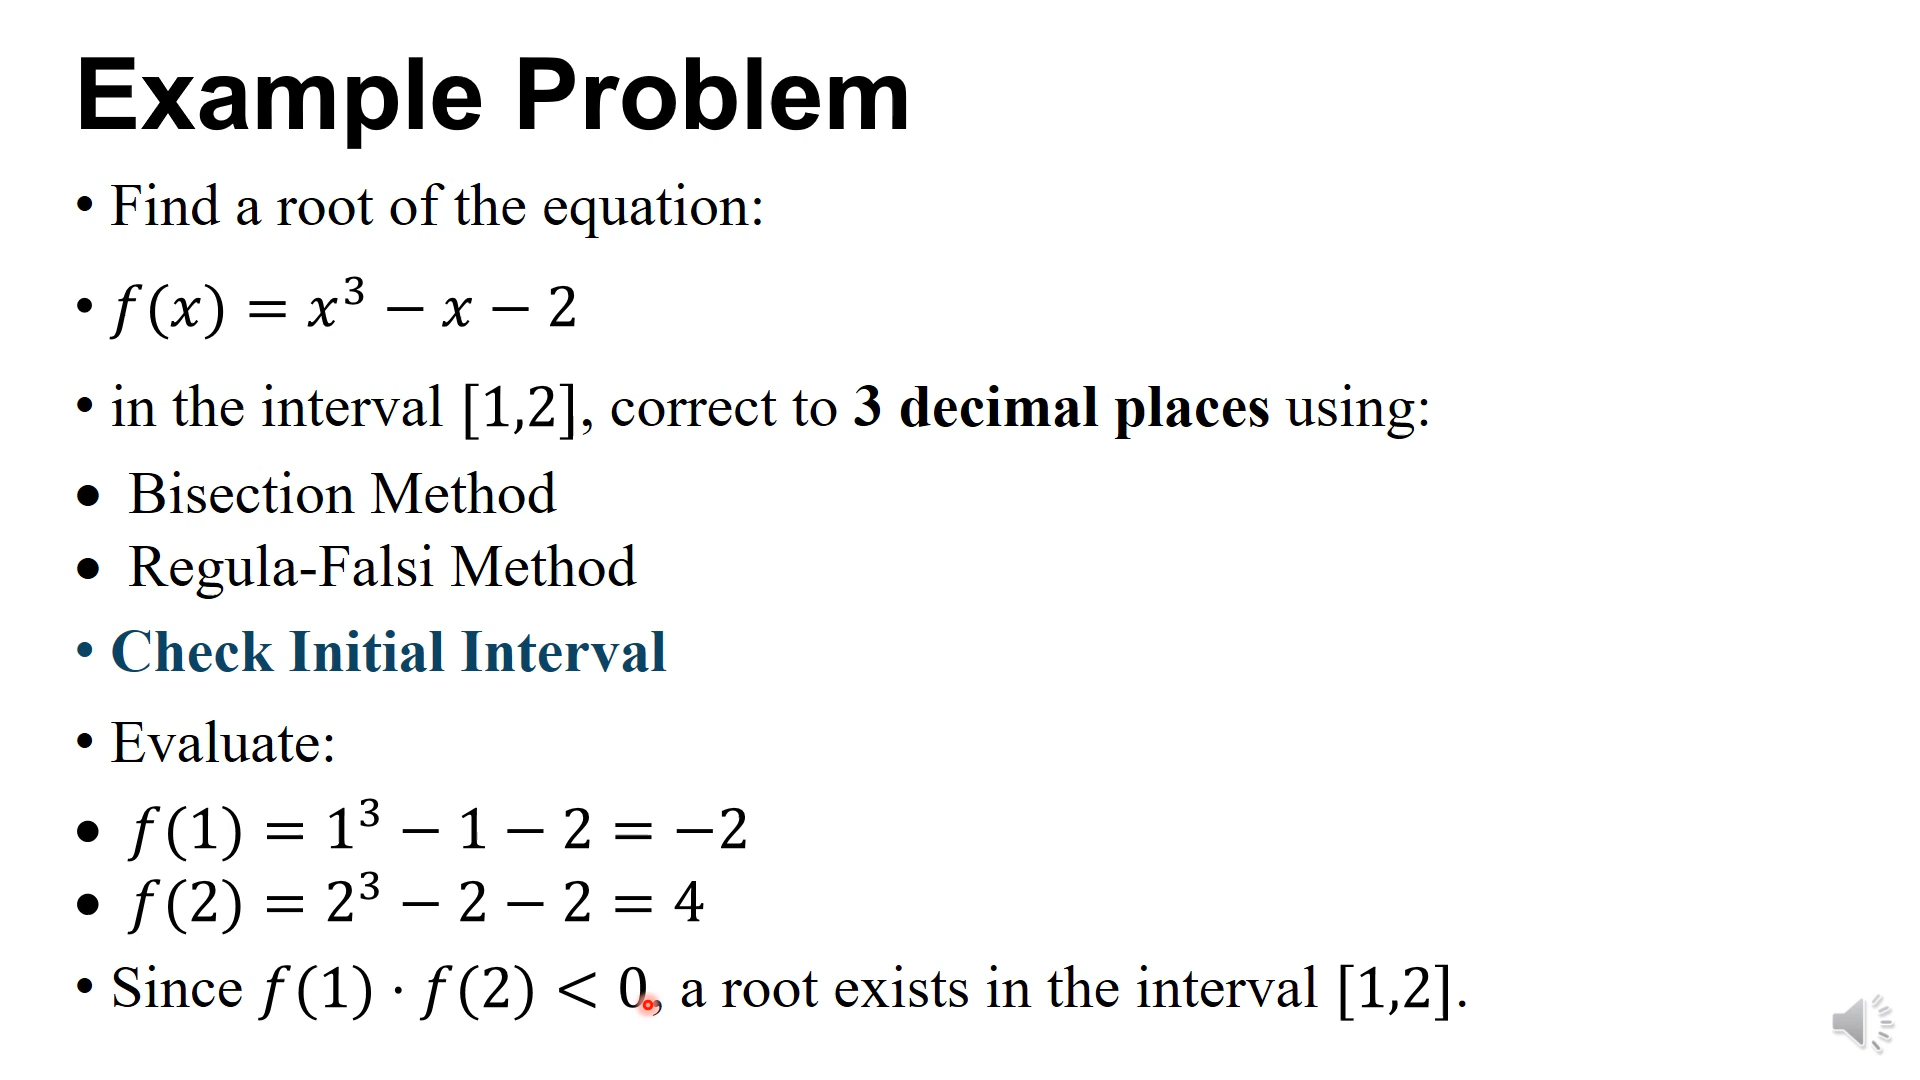 Example Problem
• Find a root of the equation:
• f(x) = x³ − x − 2
• in the interval [1,2], correct to 3 decimal places using:
• Bisection Method
• Regula-Falsi Method
• Check Initial Interval
• Evaluate:
• f(1) = 1³ − 1 − 2 = −2
• f(2) = 2³ − 2 − 2 = 4
• Since f(1) · f(2) < 0, a root exists in the interval [1,2].